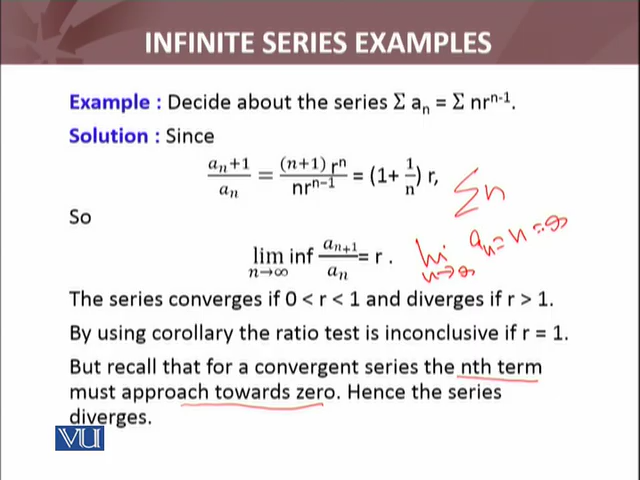 INFINITE SERIES EXAMPLES
Example : Decide about the series Σ aₙ = Σ nrⁿ⁻¹.
Solution : Since
(aₙ+1)/aₙ = ((n+1) rⁿ)/(nrⁿ⁻¹) = (1+ 1/n) r,
Σn
So
lim inf n→∞ aₙ₊₁/aₙ = r .
lim n→∞ aₙ = n = ∞
The series converges if 0 < r < 1 and diverges if r > 1.
By using corollary the ratio test is inconclusive if r = 1.
But recall that for a convergent series the nth term
must approach towards zero. Hence the series
diverges.
VU